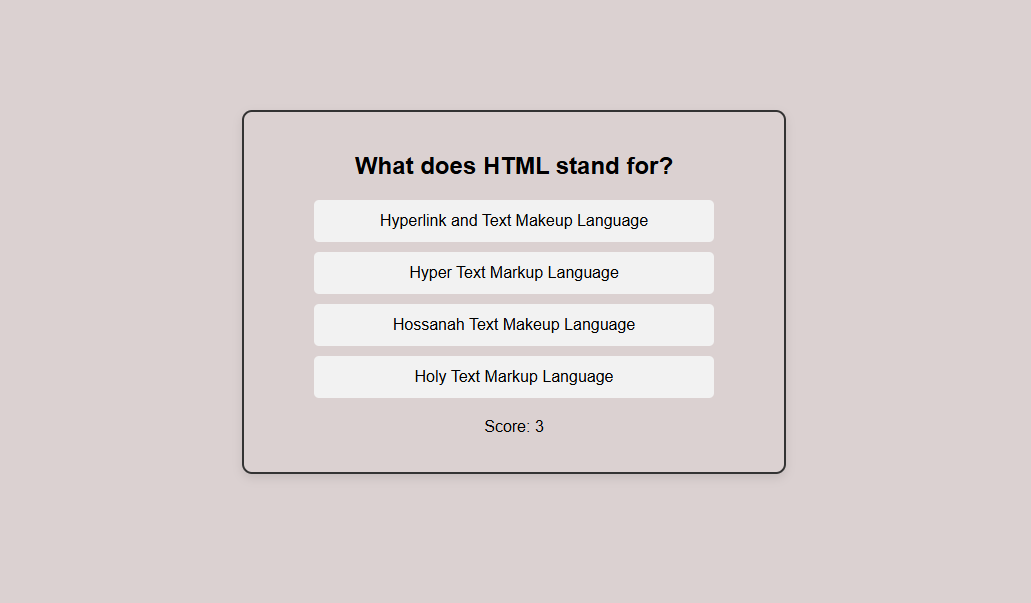 What does HTML stand for?
Hyperlink and Text Makeup Language
Hyper Text Markup Language
Hossanah Text Makeup Language
Holy Text Markup Language
Score: 3